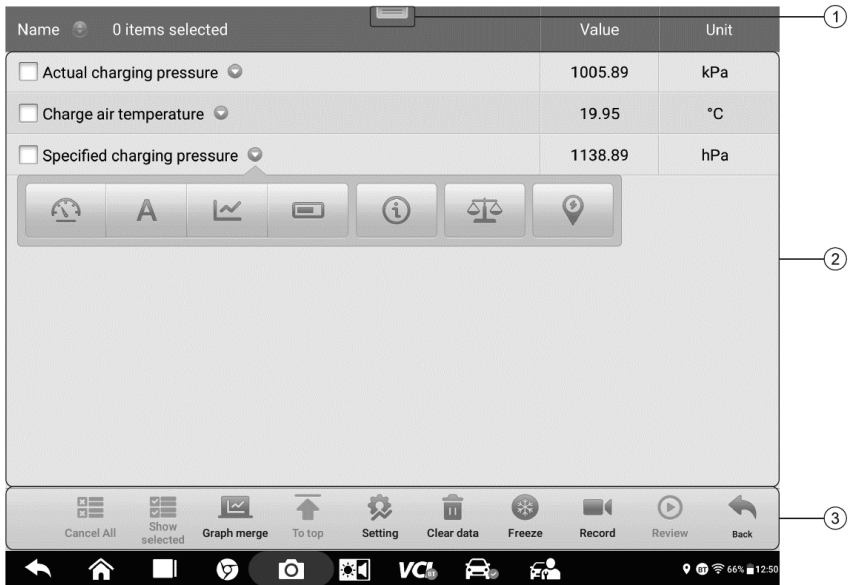 1
Name 0 items selected Value Unit
Actual charging pressure 1005.89 kPa
Charge air temperature 19.95 °C
Specified charging pressure 1138.89 hPa
A
2
3
Cancel All Show selected Graph merge To top Setting Clear data Freeze Record Review Back
VCI BT BT 66% 12:50